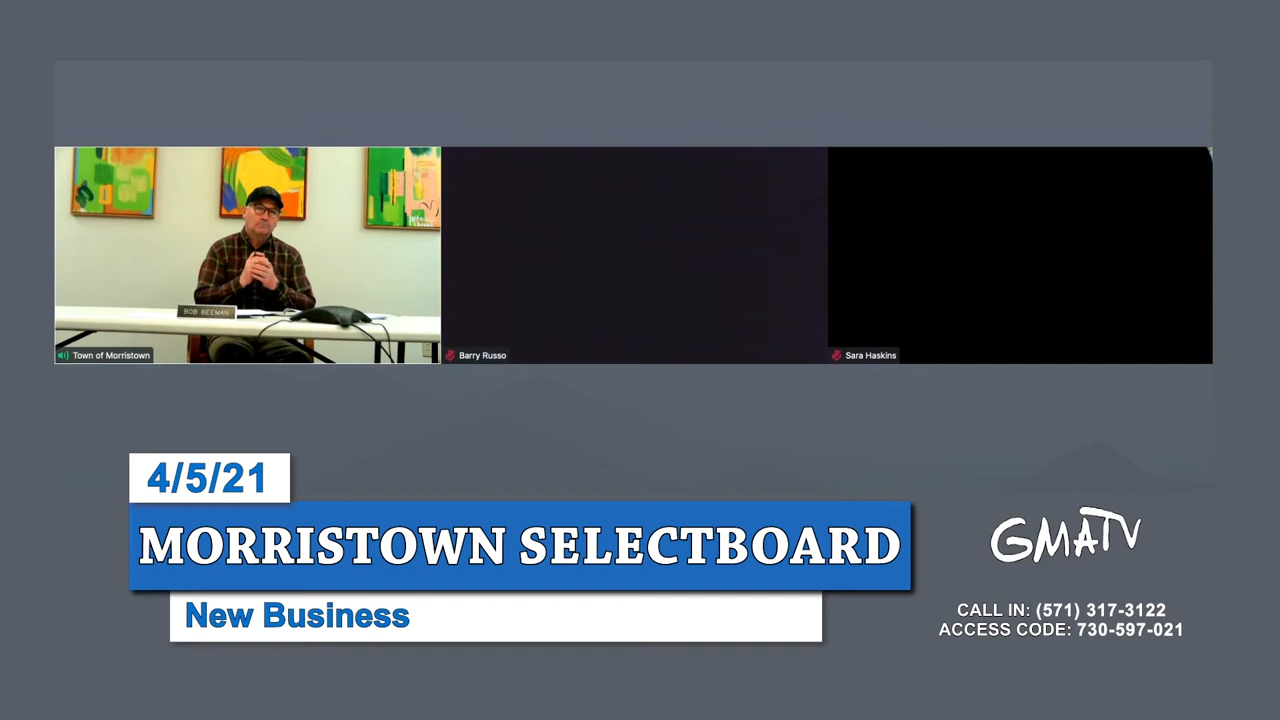 BOB BEEMAN
Town of Morristown
Barry Russo
Sara Haskins
4/5/21
MORRISTOWN SELECTBOARD
New Business
GMATV
CALL IN: (571) 317-3122
ACCESS CODE: 730-597-021